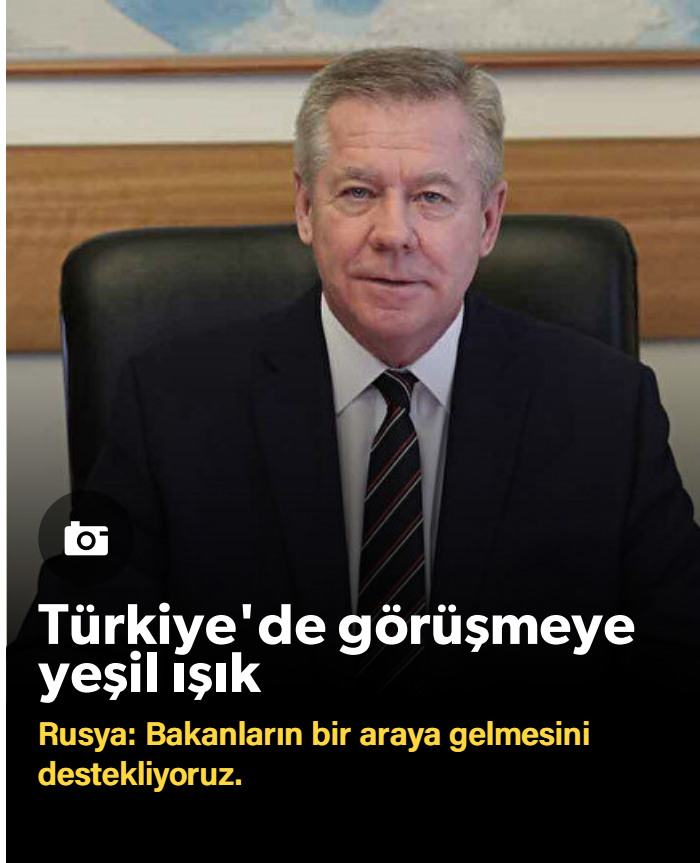 Türkiye'de görüşmeye
yeşil ışık
Rusya: Bakanların bir araya gelmesini
destekliyoruz.